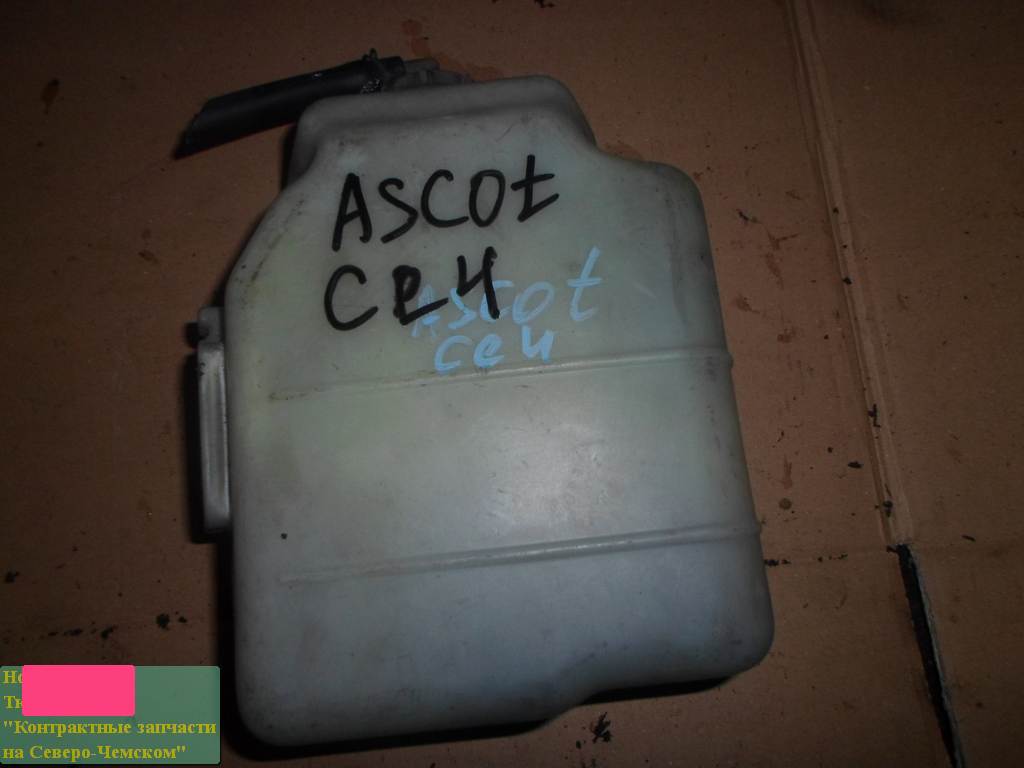 ASCOt
CE4
ASCOt
CE4
"Контрактные запчасти
на Северо-Чемском"